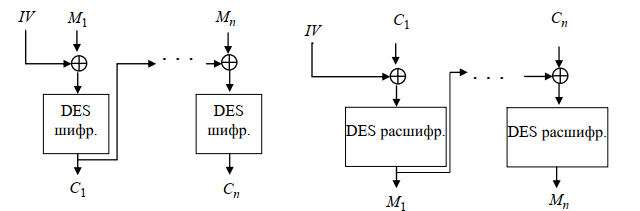 IV M₁ Mₙ
. . .
DES шифр.
DES шифр.
C₁ Cₙ
IV C₁ Cₙ
. . .
DES расшифр.
DES расшифр.
M₁ Mₙ